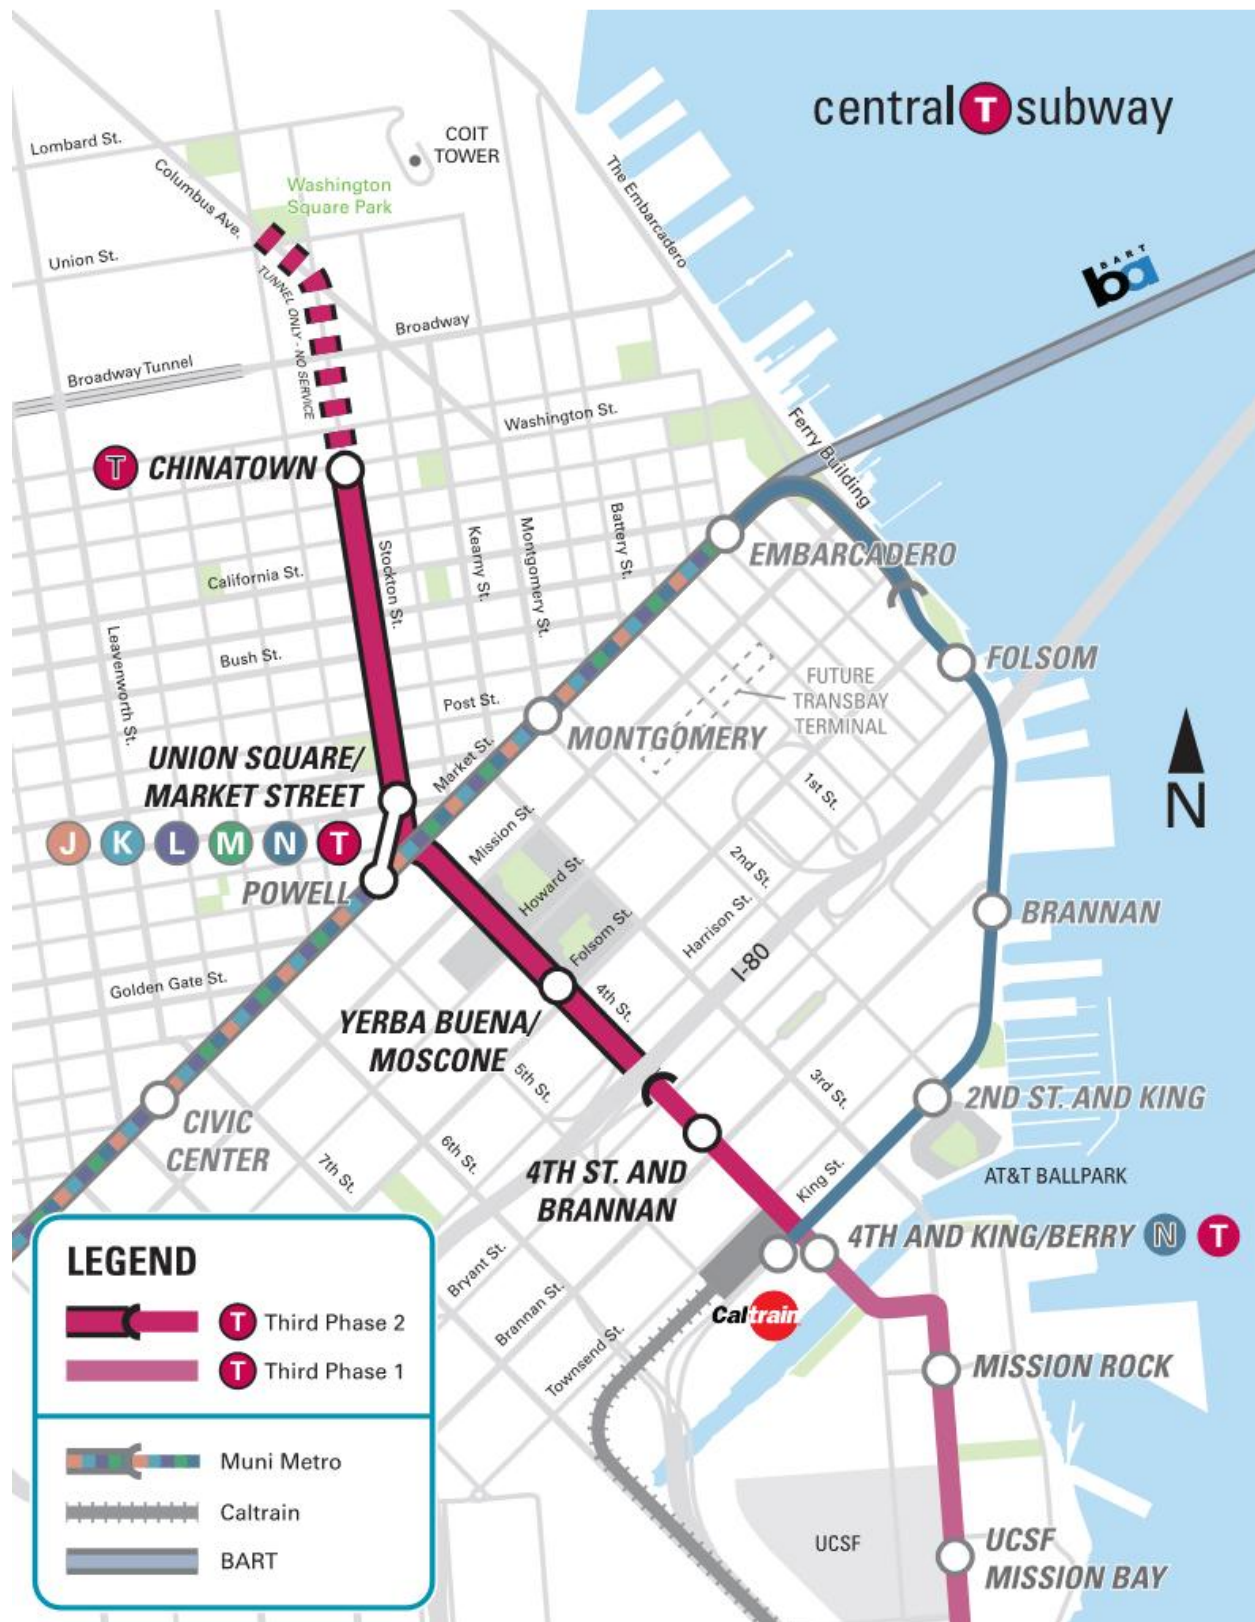 central T subway
COIT
TOWER
Lombard St.
Columbus Ave.
Washington
Square Park
The Embarcadero
Union St.
TUNNEL ONLY - NO SERVICE
BART
ba
Broadway
Broadway Tunnel
Washington St.
Ferry Building
T CHINATOWN
Stockton St.
Kearny St.
Montgomery St.
Battery St.
EMBARCADERO
California St.
Leavenworth St.
Bush St.
FOLSOM
FUTURE
TRANSBAY
TERMINAL
Post St.
MONTGOMERY
Market St.
UNION SQUARE/
MARKET STREET
J K L M N T
POWELL
1st St.
Mission St.
2nd St.
Howard St.
Harrison St.
Folsom St.
I-80
BRANNAN
N
Golden Gate St.
4th St.
YERBA BUENA/
MOSCONE
5th St.
3rd St.
2ND ST. AND KING
CIVIC
CENTER
6th St.
7th St.
4TH ST. AND
BRANNAN
King St.
AT&T BALLPARK
4TH AND KING/BERRY N T
Bryant St.
Brannan St.
Townsend St.
Caltrain
MISSION ROCK
UCSF
UCSF
MISSION BAY
LEGEND
T Third Phase 2
T Third Phase 1
Muni Metro
Caltrain
BART